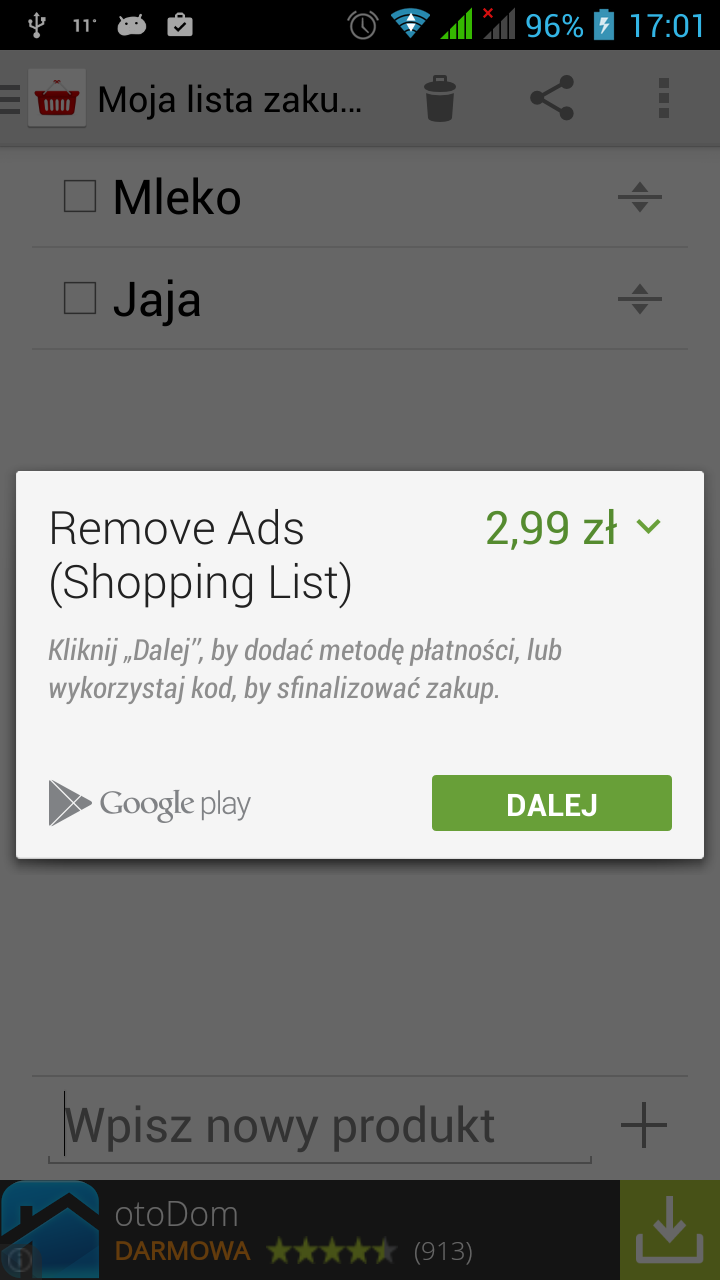 11°
96%
17:01
Moja lista zaku...
Mleko
Jaja
Remove Ads
(Shopping List)
2,99 zł
Kliknij „Dalej”, by dodać metodę płatności, lub
wykorzystaj kod, by sfinalizować zakup.
Google play
DALEJ
Wpisz nowy produkt
otoDom
DARMOWA
(913)